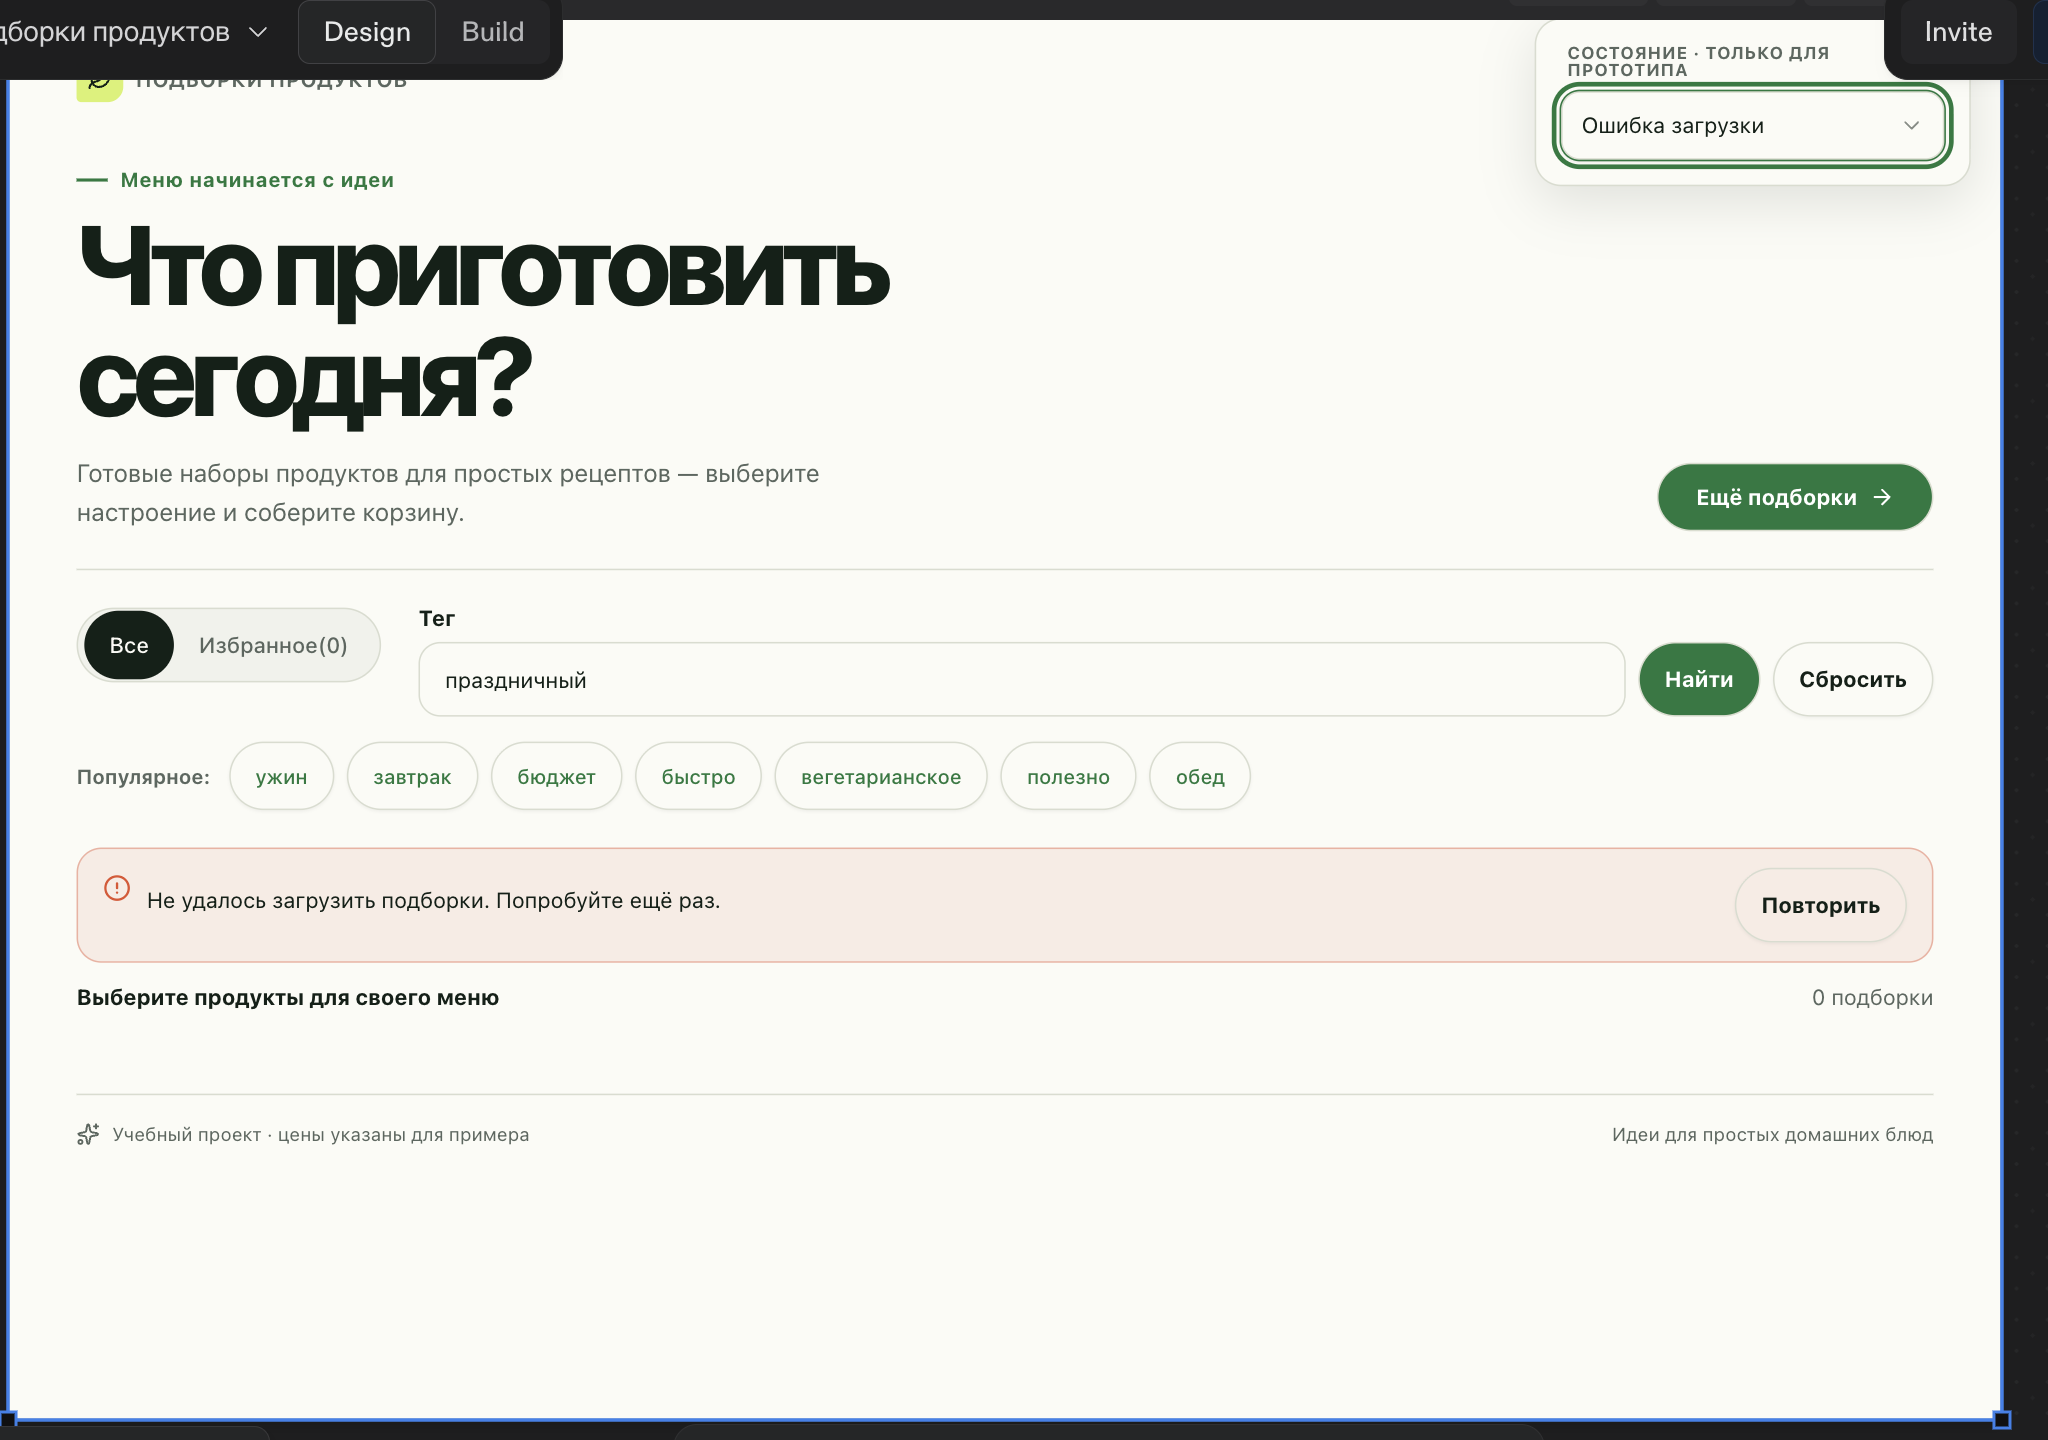 дборки продуктов
Design
Build
Invite
СОСТОЯНИЕ · ТОЛЬКО ДЛЯ
ПРОТОТИПА
Ошибка загрузки
ПОДБОРКИ ПРОДУКТОВ
Меню начинается с идеи
Что приготовить
сегодня?
Готовые наборы продуктов для простых рецептов — выберите
настроение и соберите корзину.
Ещё подборки
Все
Избранное(0)
Тег
праздничный
Найти
Сбросить
Популярное:
ужин
завтрак
бюджет
быстро
вегетарианское
полезно
обед
Не удалось загрузить подборки. Попробуйте ещё раз.
Повторить
Выберите продукты для своего меню
0 подборки
Учебный проект · цены указаны для примера
Идеи для простых домашних блюд